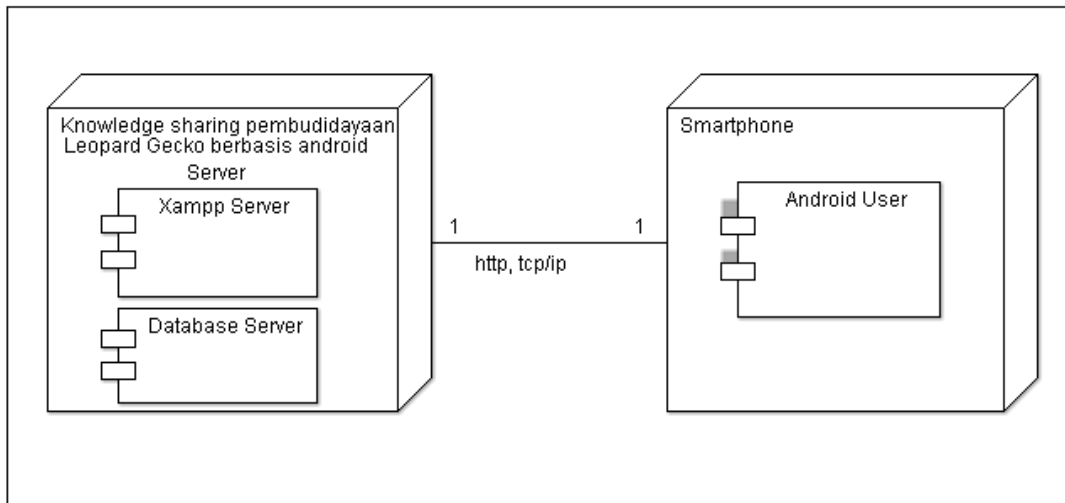 Knowledge sharing pembudidayaan
Leopard Gecko berbasis android
Server
Xampp Server
Database Server
1
1
http, tcp/ip
Smartphone
Android User